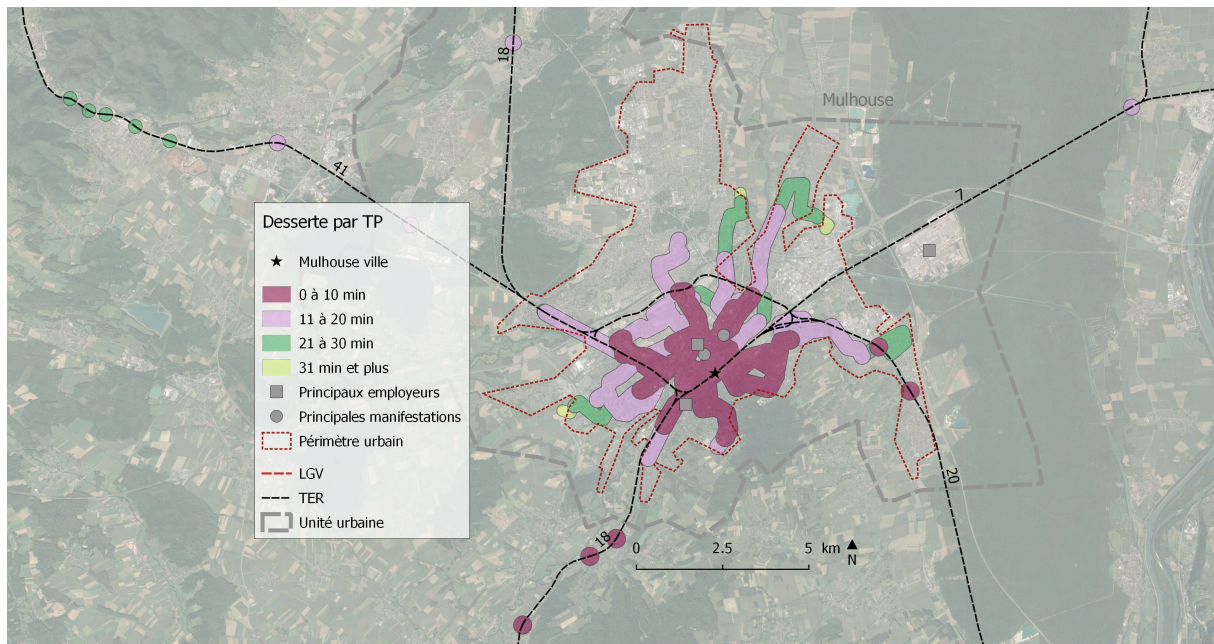 18
Mulhouse
41
7
Desserte par TP
Mulhouse ville
0 à 10 min
11 à 20 min
21 à 30 min
31 min et plus
Principaux employeurs
Principales manifestations
Périmètre urbain
LGV
TER
Unité urbaine
20
18
0 2.5 5 km
N